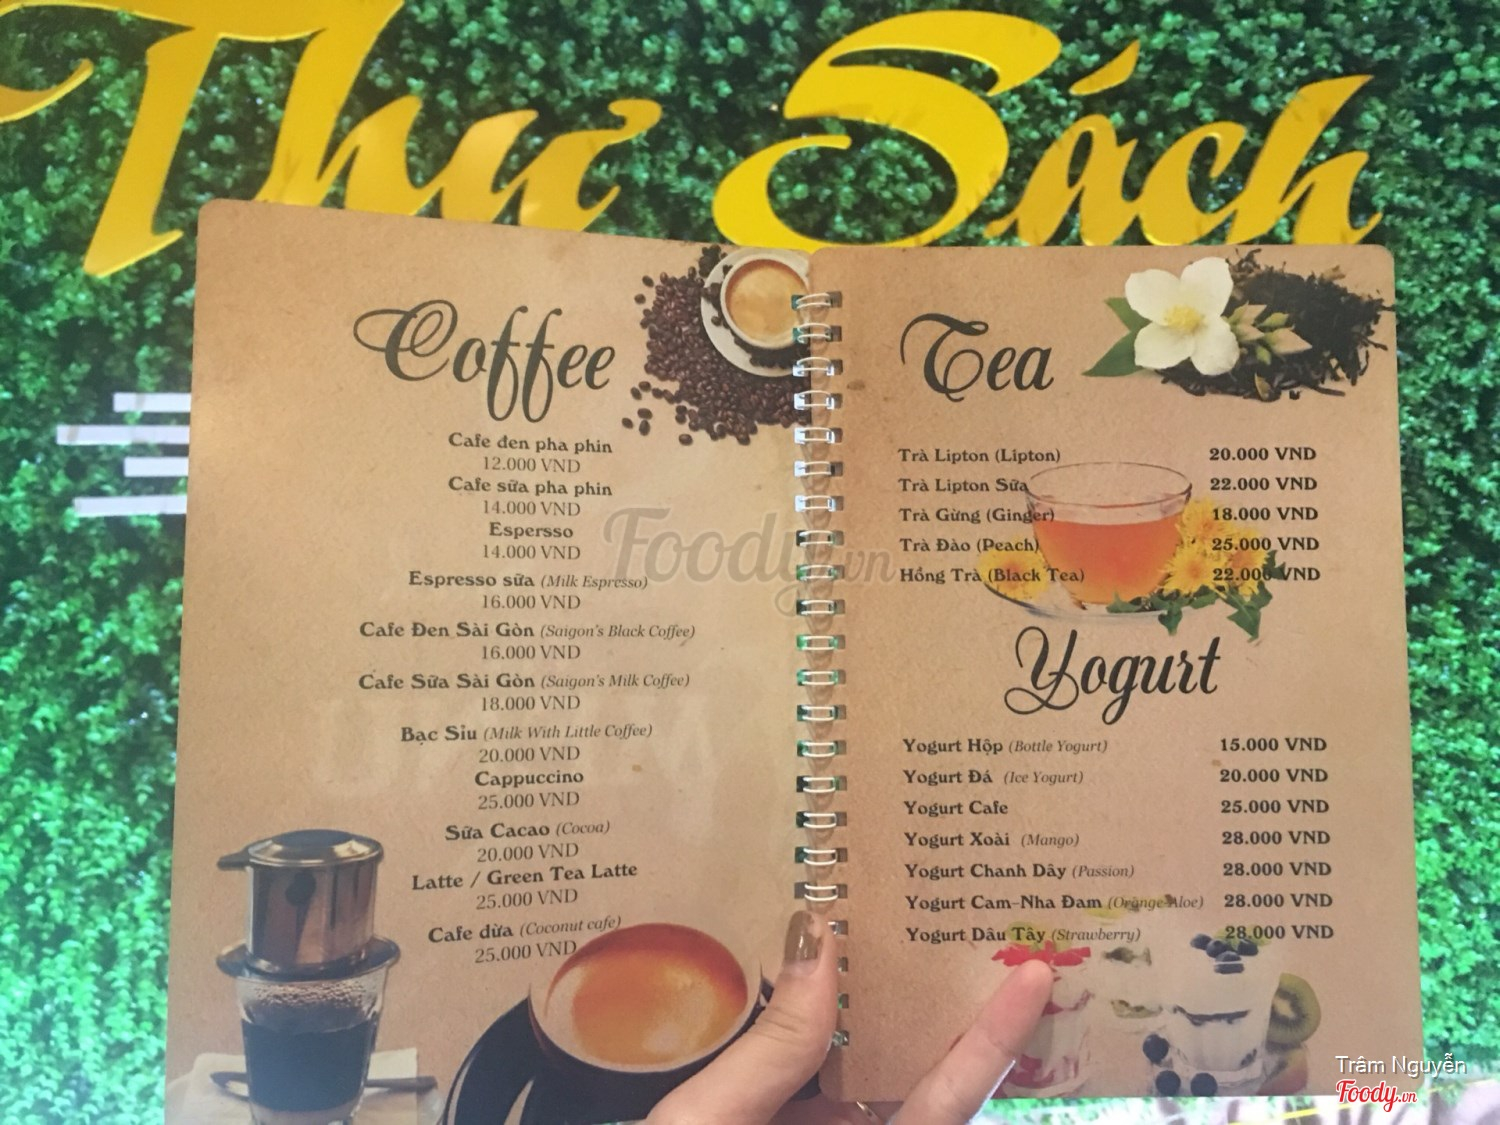 Thư Sách
Coffee
Cafe đen pha phin
12.000 VND
Cafe sữa pha phin
14.000 VND
Espersso
14.000 VND
Espresso sữa (Milk Espresso)
16.000 VND
Cafe Đen Sài Gòn (Saigon's Black Coffee)
16.000 VND
Cafe Sữa Sài Gòn (Saigon's Milk Coffee)
18.000 VND
Bạc Sỉu (Milk With Little Coffee)
20.000 VND
Cappuccino
25.000 VND
Sữa Cacao (Cocoa)
20.000 VND
Latte / Green Tea Latte
25.000 VND
Cafe dừa (Coconut cafe)
25.000 VND
Tea
Trà Lipton (Lipton) 20.000 VND
Trà Lipton Sữa 22.000 VND
Trà Gừng (Ginger) 18.000 VND
Trà Đào (Peach) 25.000 VND
Hồng Trà (Black Tea) 22.000 VND
Yogurt
Yogurt Hộp (Bottle Yogurt) 15.000 VND
Yogurt Đá (Ice Yogurt) 20.000 VND
Yogurt Cafe 25.000 VND
Yogurt Xoài (Mango) 28.000 VND
Yogurt Chanh Dây (Passion) 28.000 VND
Yogurt Cam-Nha Đam (Orange-Aloe) 28.000 VND
Yogurt Dâu Tây (Strawberry) 28.000 VND
Foody.vn
Trâm Nguyễn
Foody.vn